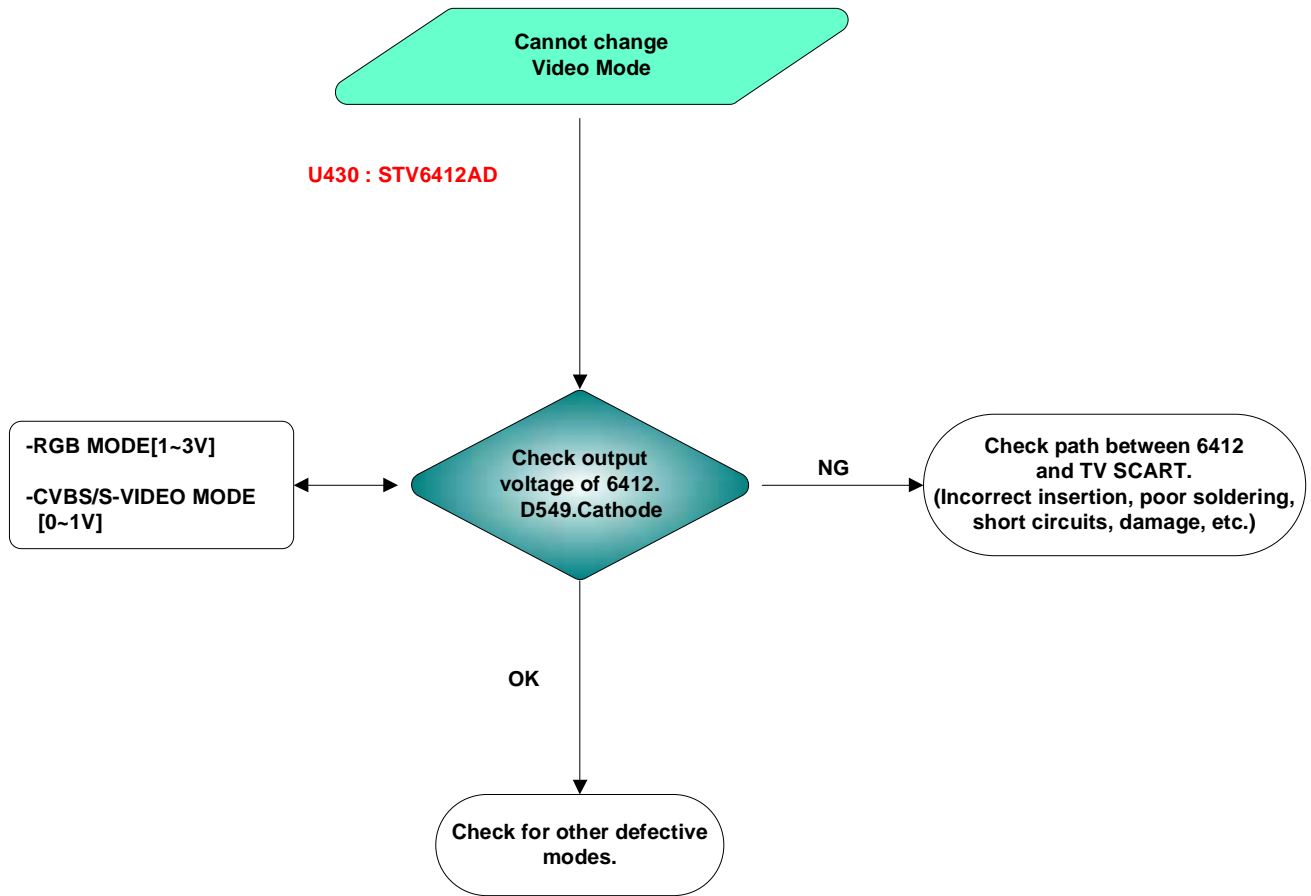 Cannot change
Video Mode
U430 : STV6412AD
-RGB MODE[1~3V]
-CVBS/S-VIDEO MODE
[0~1V]
Check output
voltage of 6412.
D549.Cathode
NG
Check path between 6412
and TV SCART.
(Incorrect insertion, poor soldering,
short circuits, damage, etc.)
OK
Check for other defective
modes.